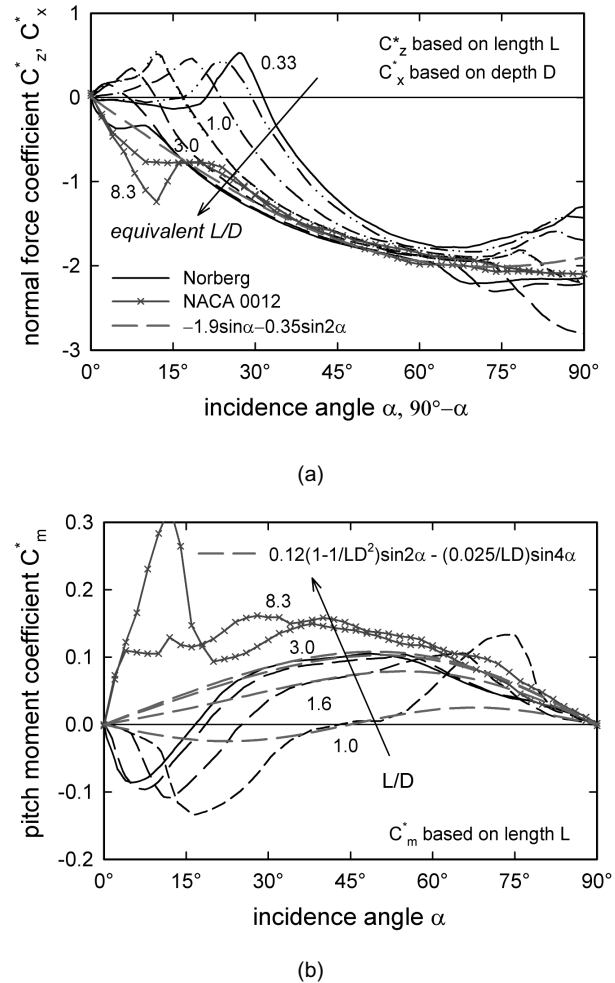 (a)
normal force coefficient C*z, C*x
1
0
-1
-2
-3
C*z based on length L
C*x based on depth D
0.33
1.0
3.0
8.3
equivalent L/D
Norberg
NACA 0012
−1.9sinα−0.35sin2α
0° 15° 30° 45° 60° 75° 90°
incidence angle α, 90°−α
(a)
pitch moment coefficient C*m
0.3
0.2
0.1
0.0
-0.1
-0.2
0.12(1-1/LD²)sin2α - (0.025/LD)sin4α
8.3
3.0
1.6
1.0
L/D
C*m based on length L
0° 15° 30° 45° 60° 75° 90°
incidence angle α
(b)